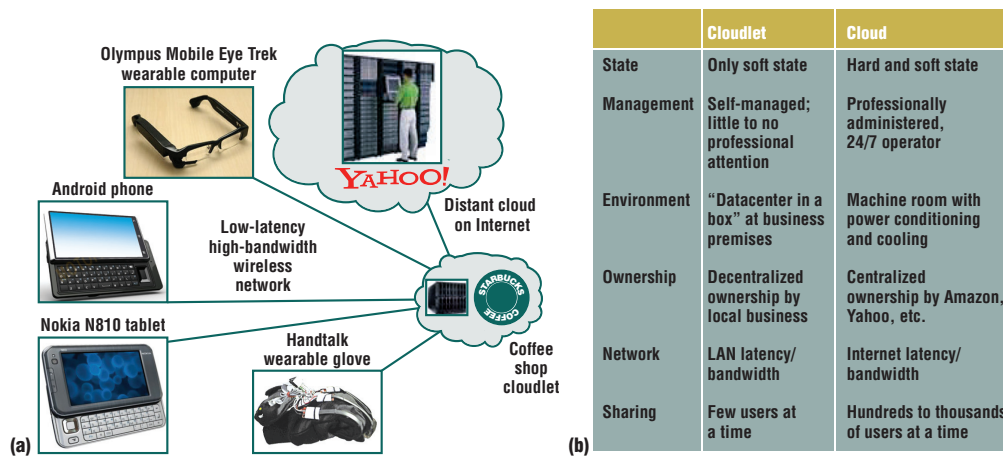 Olympus Mobile Eye Trek
wearable computer
YAHOO!
Android phone
Distant cloud
on Internet
Low-latency
high-bandwidth
wireless
network
STARBUCKS
COFFEE
Nokia N810 tablet
Handtalk
wearable glove
Coffee
shop
cloudlet
(a)
Cloudlet Cloud
State Only soft state Hard and soft state
Management Self-managed; Professionally
little to no administered,
professional 24/7 operator
attention
Environment “Datacenter in a Machine room with
box” at business power conditioning
premises and cooling
Ownership Decentralized Centralized
ownership by ownership by Amazon,
local business Yahoo, etc.
Network LAN latency/ Internet latency/
bandwidth bandwidth
Sharing Few users at Hundreds to thousands
a time of users at a time
(b)